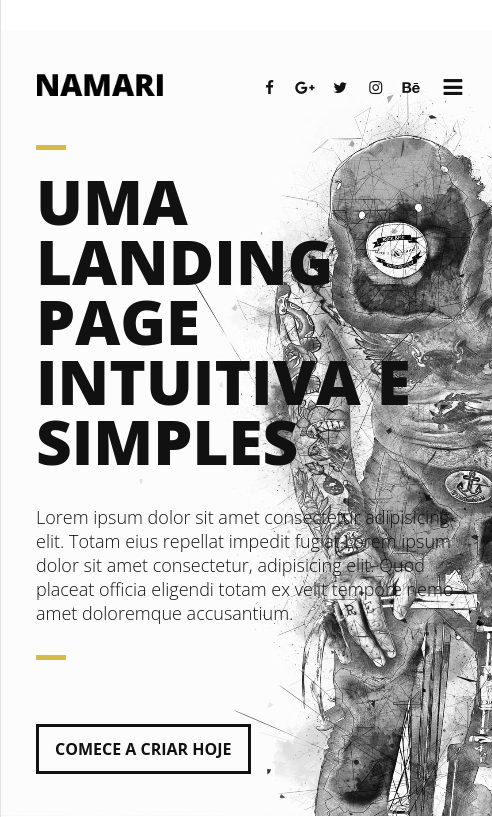 NAMARI
G+ Bē
UMA
LANDING
PAGE
INTUITIVA E
SIMPLES
Lorem ipsum dolor sit amet consectetur adipisicing
elit. Totam eius repellat impedit fugiat Lorem ipsum
dolor sit amet consectetur, adipisicing elit. Quod
placeat officia eligendi totam ex velit tempore nemo
amet doloremque accusantium.
COMECE A CRIAR HOJE